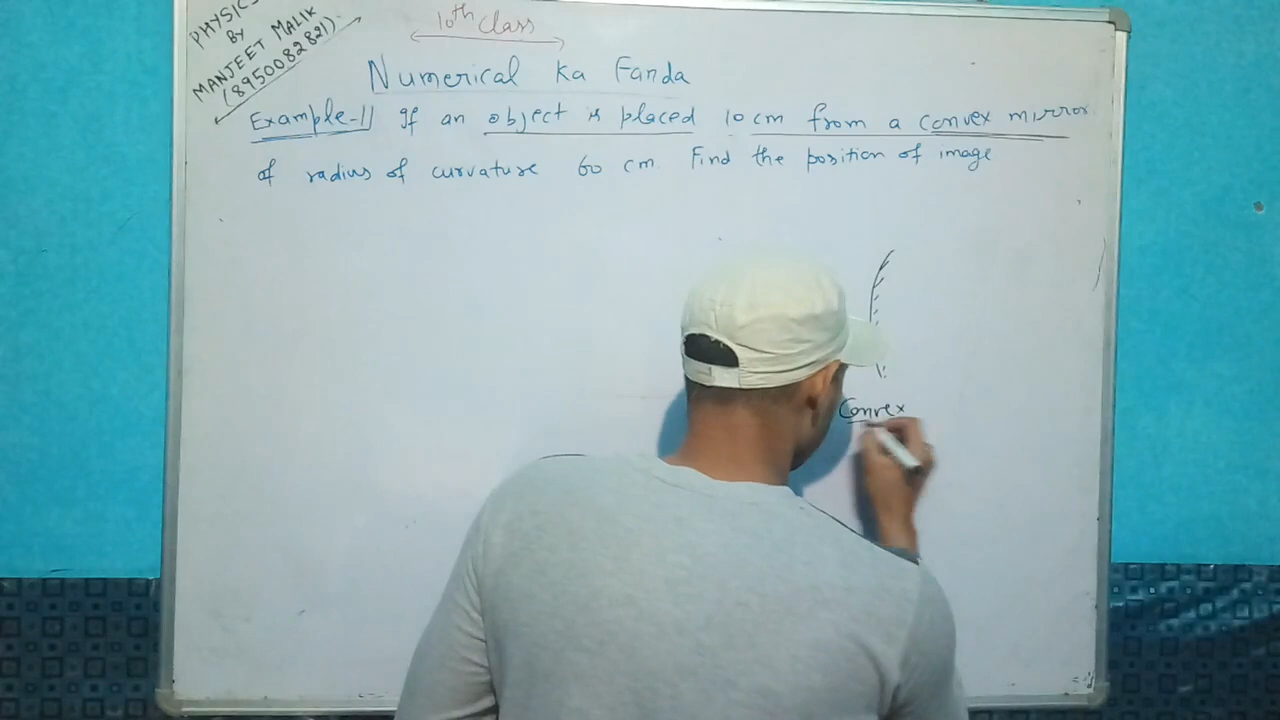 PHYSICS
BY
MANJEET MALIK
(8950082821)
10th class
Numerical ka Fanda
Example-1 If an object is placed 10 cm from a convex mirror
of radius of curvature 60 cm. Find the position of image
Convex